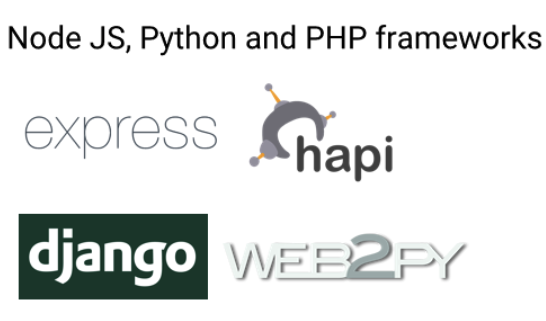 Node JS, Python and PHP frameworks
express hapi
django WEB2PY